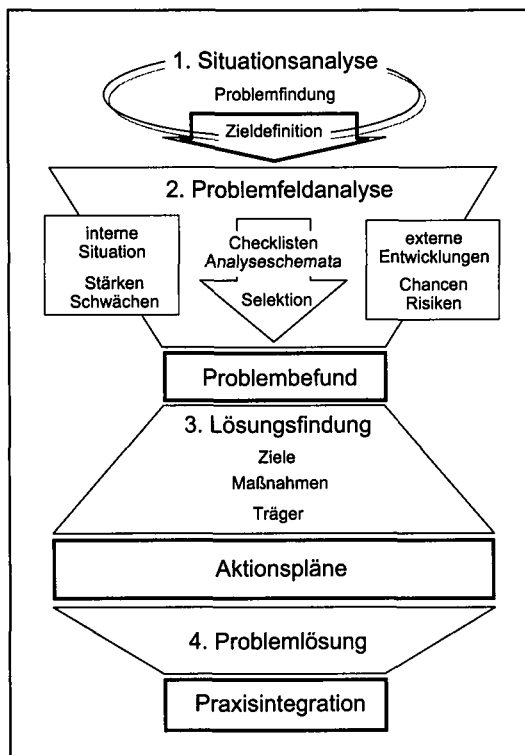 1. Situationsanalyse
Problemfindung
Zieldefinition
2. Problemfeldanalyse
interne
Situation
Stärken
Schwächen
Checklisten
Analyseschemata
Selektion
externe
Entwicklungen
Chancen
Risiken
Problembefund
3. Lösungsfindung
Ziele
Maßnahmen
Träger
Aktionspläne
4. Problemlösung
Praxisintegration